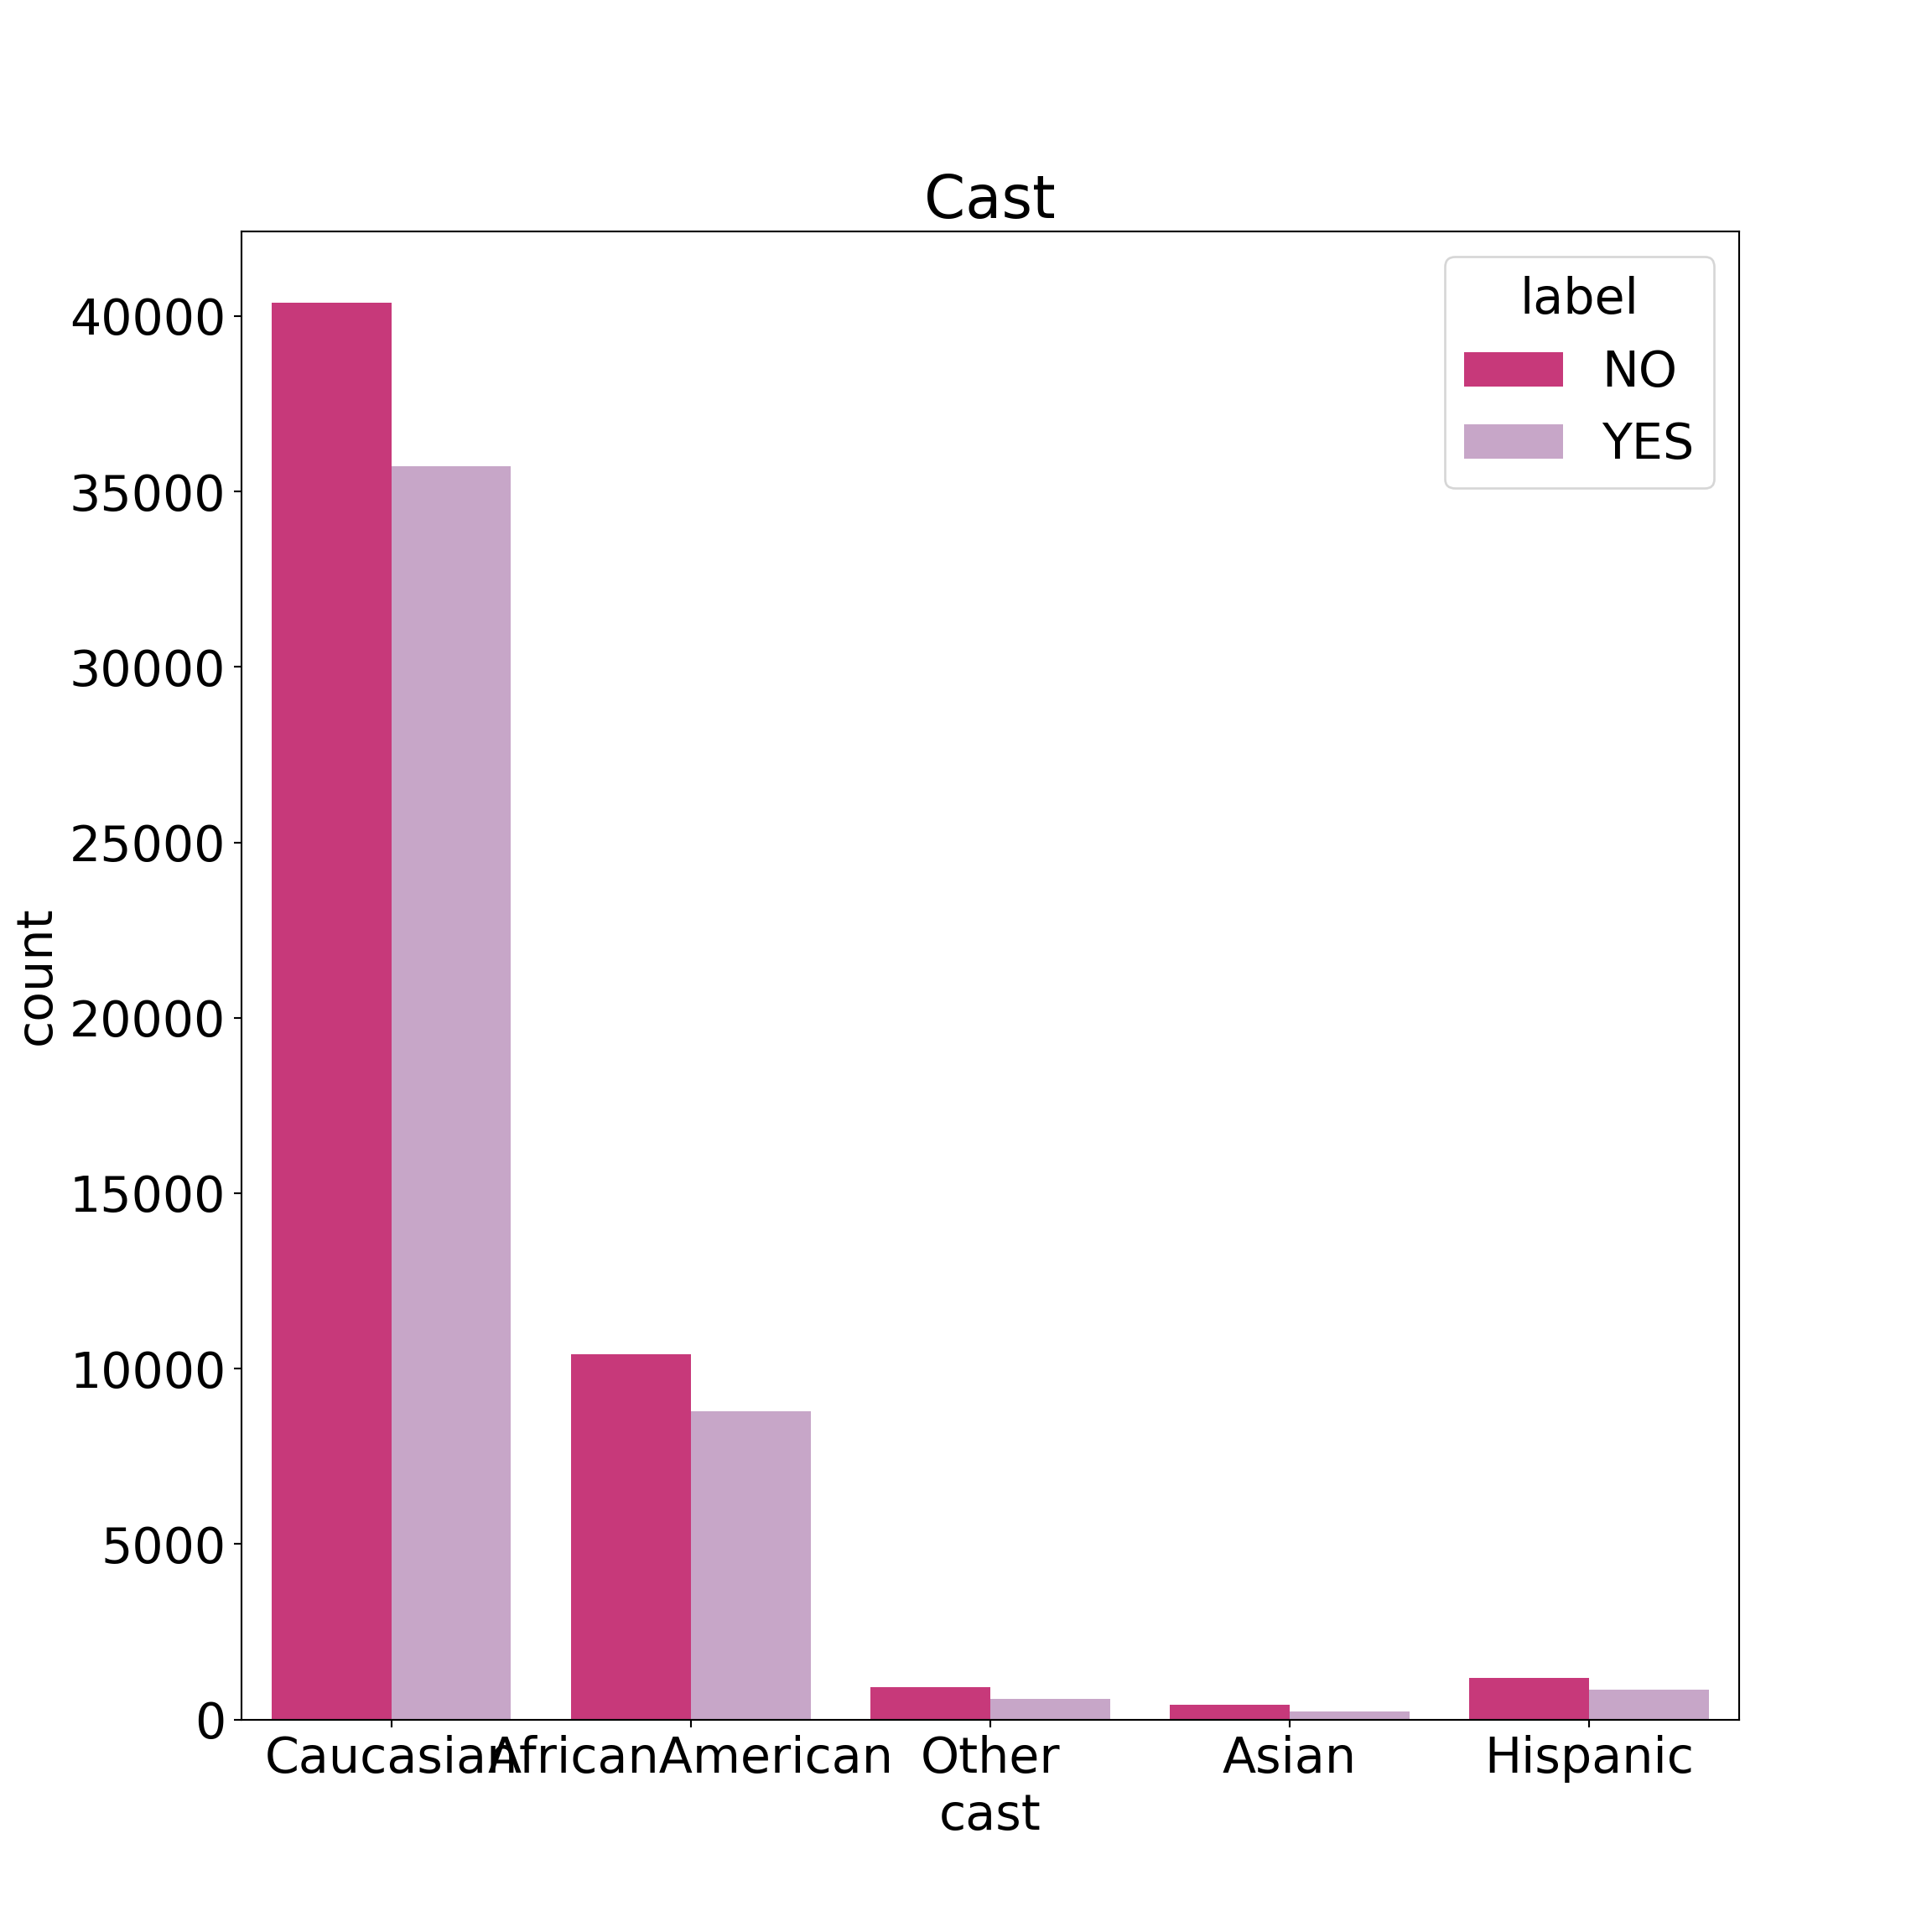 Cast
label
NO
YES
40000
35000
30000
25000
20000
15000
10000
5000
0
count
Caucasian AfricanAmerican Other Asian Hispanic
cast